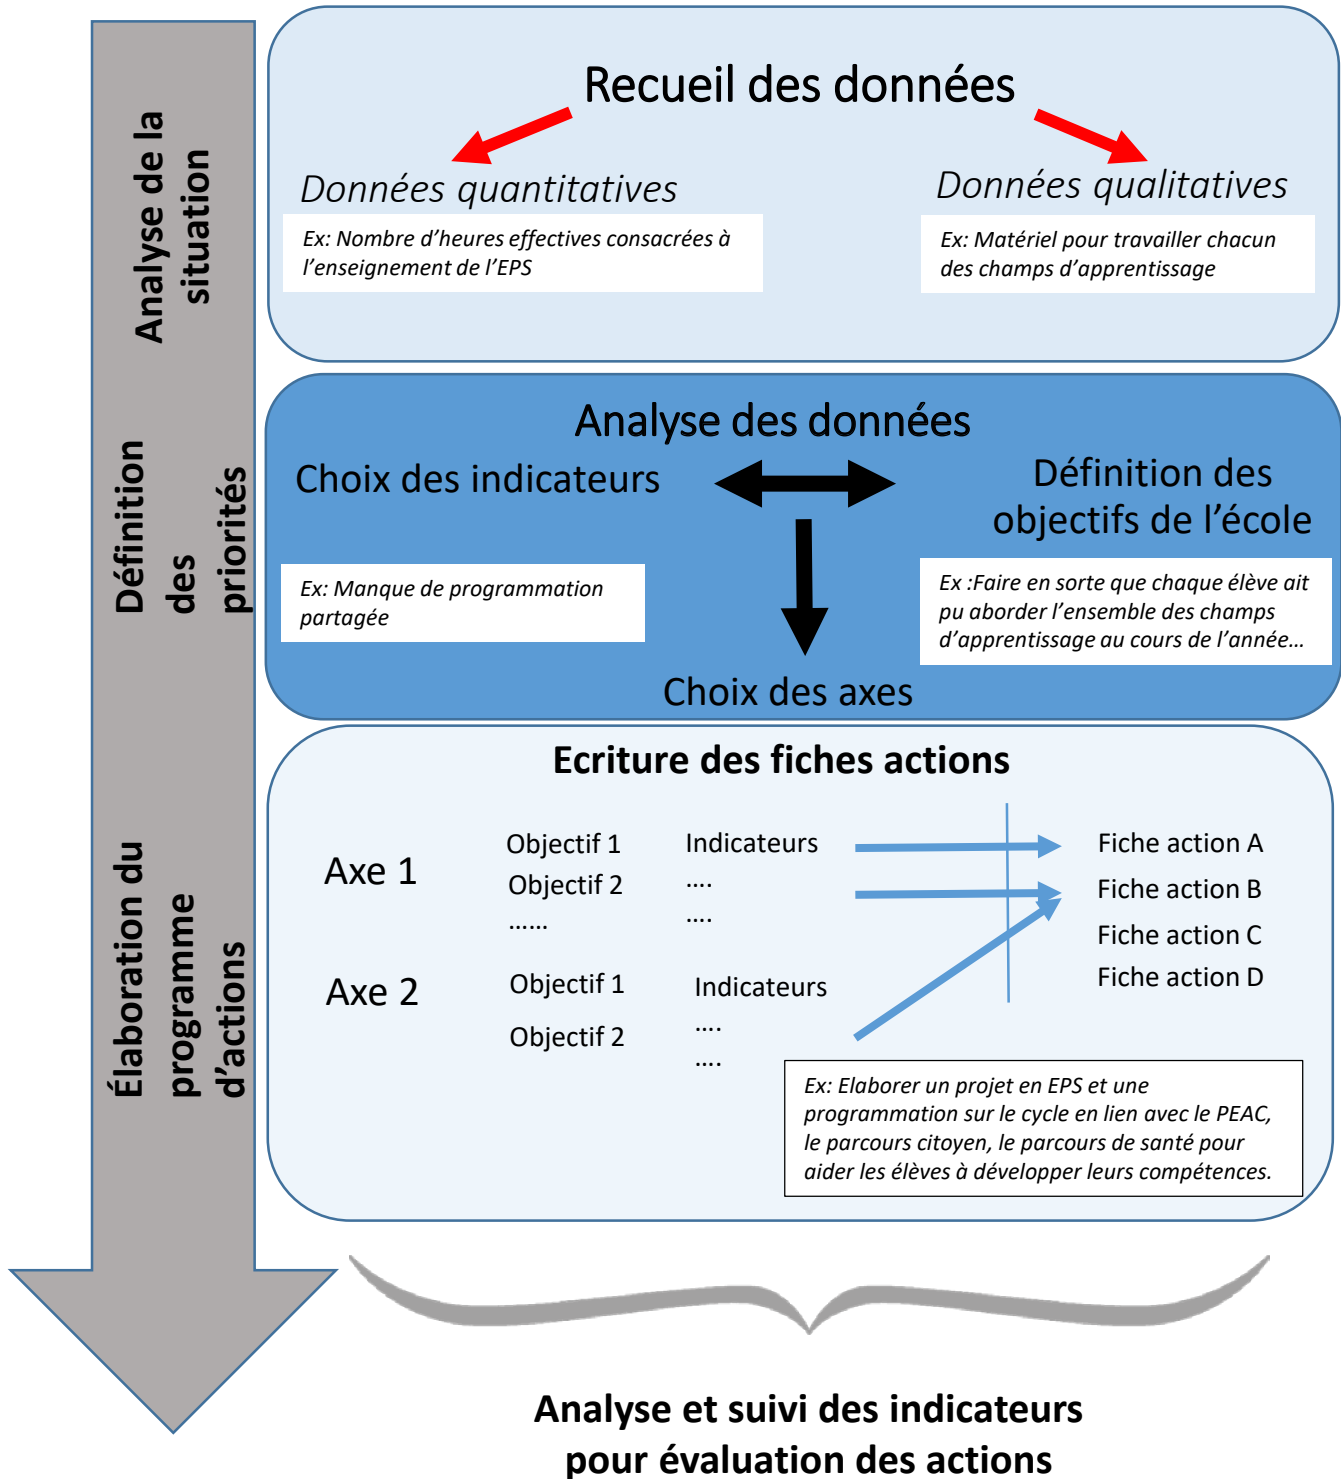 Analyse de la
situation
Recueil des données
Données quantitatives
Données qualitatives
Ex: Nombre d’heures effectives consacrées à
l’enseignement de l’EPS
Ex: Matériel pour travailler chacun
des champs d’apprentissage
Définition
des
priorités
Analyse des données
Choix des indicateurs
Définition des
objectifs de l’école
Ex: Manque de programmation
partagée
Ex :Faire en sorte que chaque élève ait
pu aborder l’ensemble des champs
d’apprentissage au cours de l’année…
Choix des axes
Élaboration du
programme
d’actions
Ecriture des fiches actions
Axe 1
Objectif 1
Objectif 2
……
Indicateurs
….
….
Fiche action A
Fiche action B
Fiche action C
Fiche action D
Axe 2
Objectif 1
Objectif 2
Indicateurs
….
….
Ex: Elaborer un projet en EPS et une
programmation sur le cycle en lien avec le PEAC,
le parcours citoyen, le parcours de santé pour
aider les élèves à développer leurs compétences.
Analyse et suivi des indicateurs
pour évaluation des actions